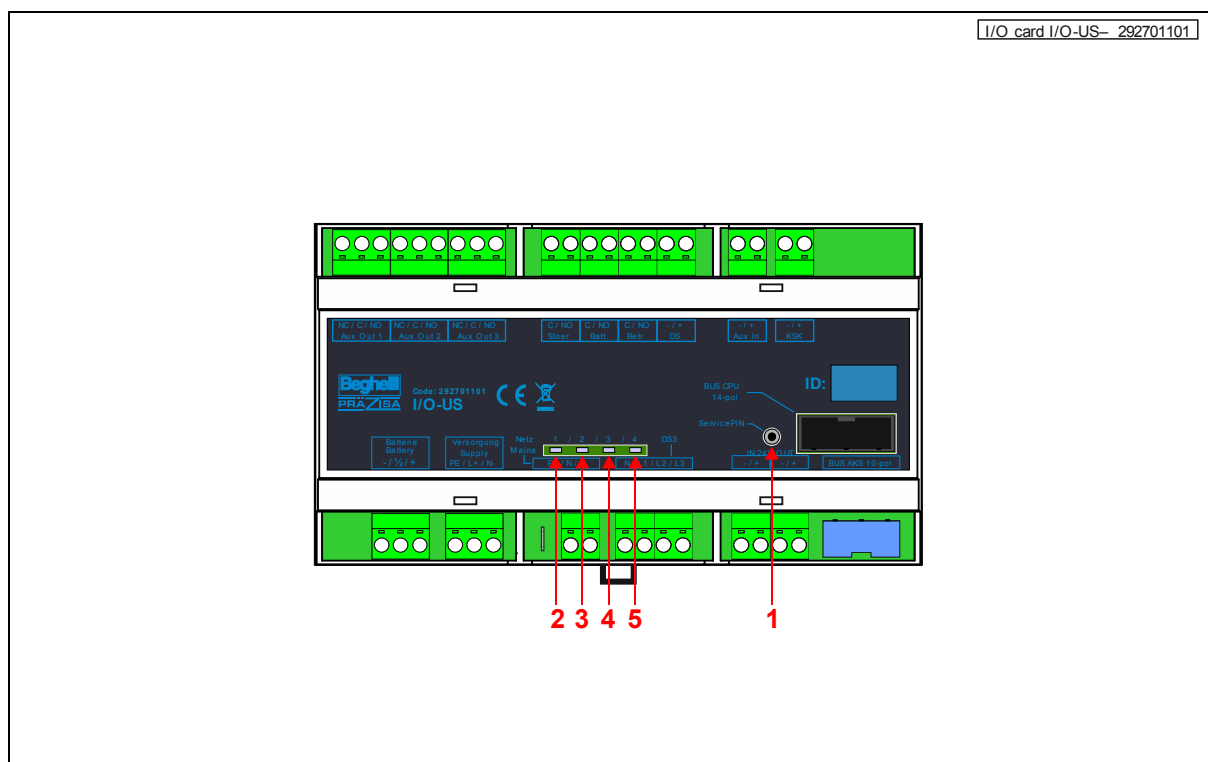 I/O card I/O-US– 292701101
NC / C / NO NC / C / NO NC / C / NO C / NO C / NO C / NO - / + - / + - / +
Aux Out 1 Aux Out 2 Aux Out 3 Stoer. Batt. Betr. DS Aux In KSK
Beghelli
PRÄZISA
Code: 292701101
I/O-US
CE
BUS CPU
14-pol
ID:
ServicePIN
Batterie
Battery
- / ½ / +
Versorgung
Supply
PE / L+ / N-
Netz
Mains
1 / 2 / 3 / 4
DS3
/ L2 / L3
- / + - / +
BUS AKS 10-pol
2 3 4 5 1